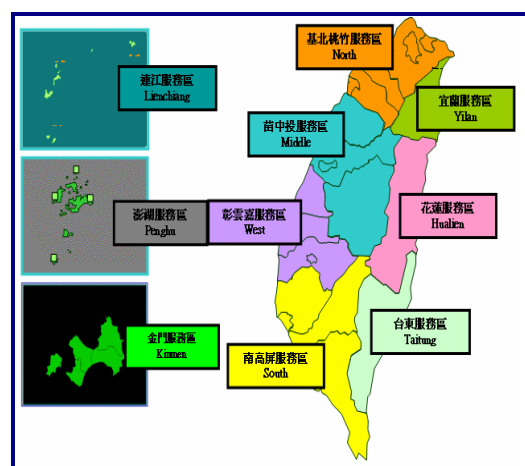 基北桃竹服務區
North
連江服務區
Lienchiang
宜蘭服務區
Yilan
苗中投服務區
Middle
澎湖服務區
Penghu
彰雲嘉服務區
West
花蓮服務區
Hualien
金門服務區
Kinmen
台東服務區
Taitung
南高屏服務區
South